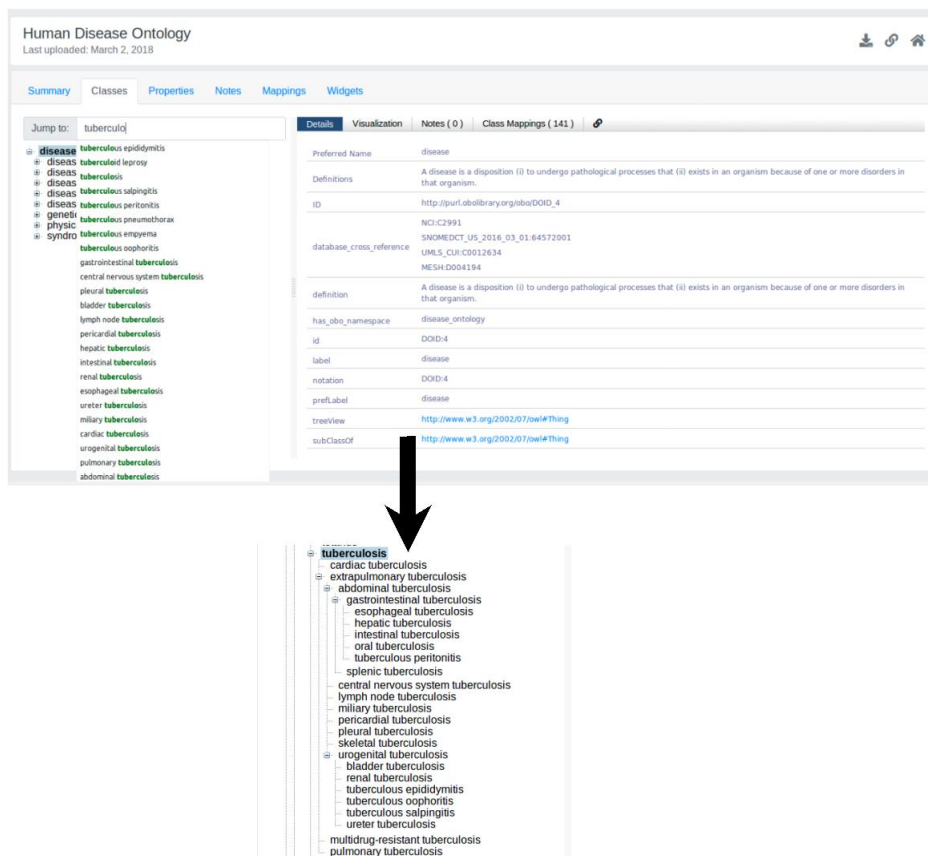 Human Disease Ontology
Last uploaded: March 2, 2018
Summary Classes Properties Notes Mappings Widgets
Jump to: tuberculo
disease
diseas
diseas
diseas
diseas
diseas
genetic
physic
syndro
tuberculous epididymitis
tuberculoid leprosy
tuberculosis
tuberculous salpingitis
tuberculous peritonitis
tuberculous pneumothorax
tuberculous empyema
tuberculous oophoritis
gastrointestinal tuberculosis
central nervous system tuberculosis
pleural tuberculosis
bladder tuberculosis
lymph node tuberculosis
pericardial tuberculosis
hepatic tuberculosis
intestinal tuberculosis
renal tuberculosis
esophageal tuberculosis
ureter tuberculosis
miliary tuberculosis
cardiac tuberculosis
urogenital tuberculosis
pulmonary tuberculosis
abdominal tuberculosis
Details Visualization Notes ( 0 ) Class Mappings ( 141 )
Preferred Name disease
Definitions A disease is a disposition (i) to undergo pathological processes that (ii) exists in an organism because of one or more disorders in
that organism.
ID http://purl.obolibrary.org/obo/DOID_4
database_cross_reference NCI:C2991
SNOMEDCT_US_2016_03_01:64572001
UMLS_CUI:C0012634
MESH:D004194
definition A disease is a disposition (i) to undergo pathological processes that (ii) exists in an organism because of one or more disorders in
that organism.
has_obo_namespace disease_ontology
id DOID:4
label disease
notation DOID:4
prefLabel disease
treeView http://www.w3.org/2002/07/owl#Thing
subClassOf http://www.w3.org/2002/07/owl#Thing
tuberculosis
cardiac tuberculosis
extrapulmonary tuberculosis
abdominal tuberculosis
gastrointestinal tuberculosis
esophageal tuberculosis
hepatic tuberculosis
intestinal tuberculosis
oral tuberculosis
tuberculous peritonitis
splenic tuberculosis
central nervous system tuberculosis
lymph node tuberculosis
miliary tuberculosis
pericardial tuberculosis
pleural tuberculosis
skeletal tuberculosis
urogenital tuberculosis
bladder tuberculosis
renal tuberculosis
tuberculous epididymitis
tuberculous oophoritis
tuberculous salpingitis
ureter tuberculosis
multidrug-resistant tuberculosis
pulmonary tuberculosis